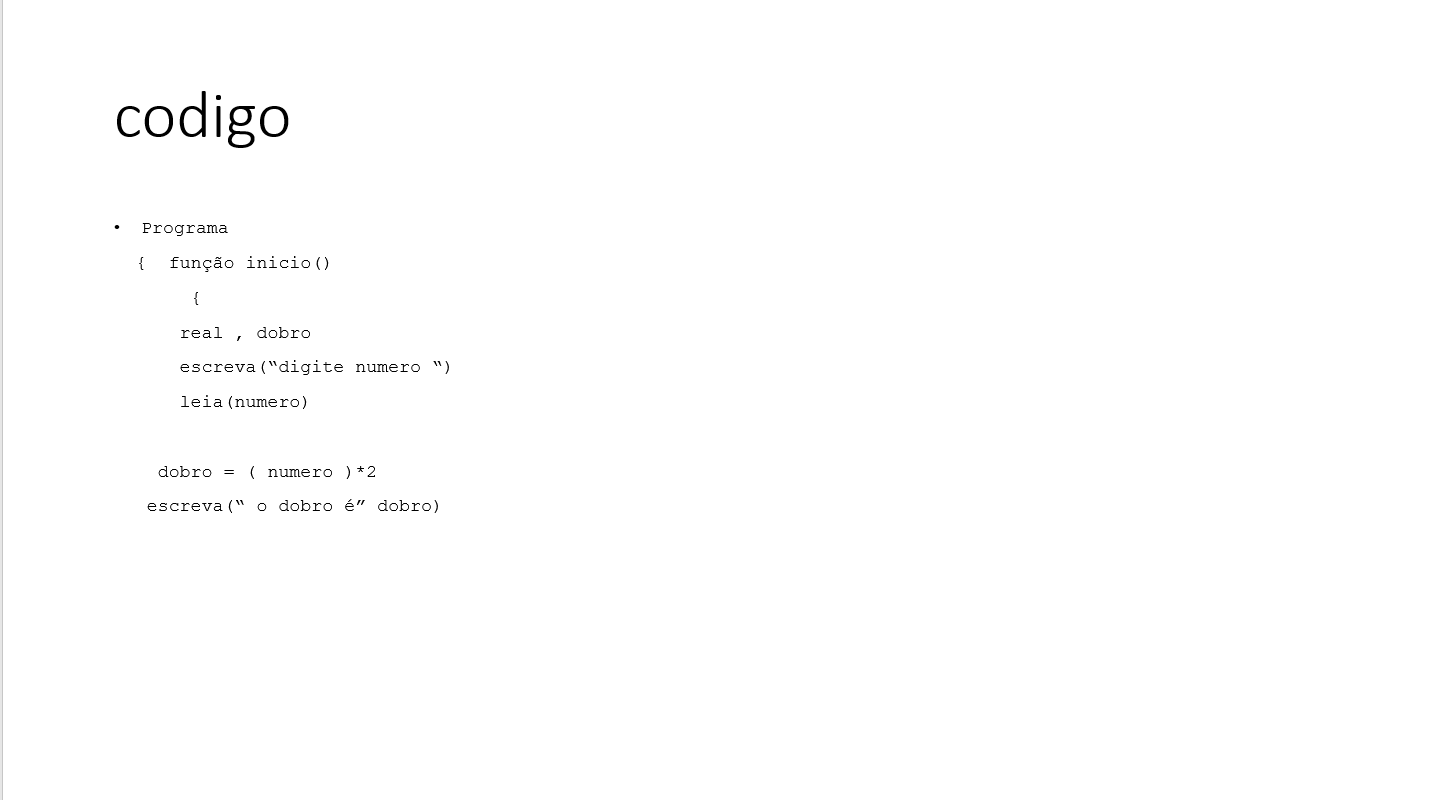 codigo
• Programa
{ função inicio()
{
real , dobro
escreva(“digite numero “)
leia(numero)
dobro = ( numero )*2
escreva(“ o dobro é” dobro)